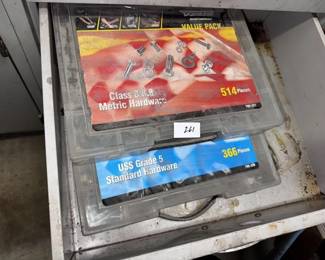 VALUE PACK
Class 8.8
Metric Hardware
514 Pieces
261
USS Grade 5
Standard Hardware
366 Pieces